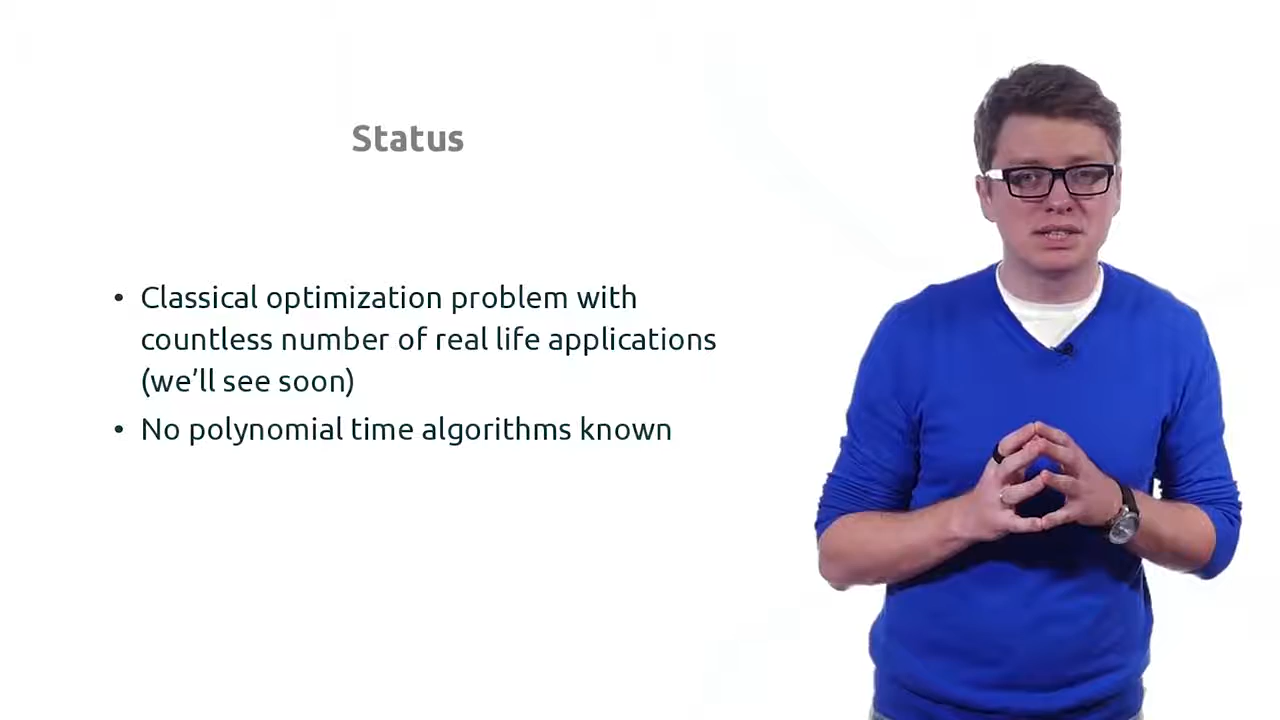 Status
• Classical optimization problem with
countless number of real life applications
(we’ll see soon)
• No polynomial time algorithms known